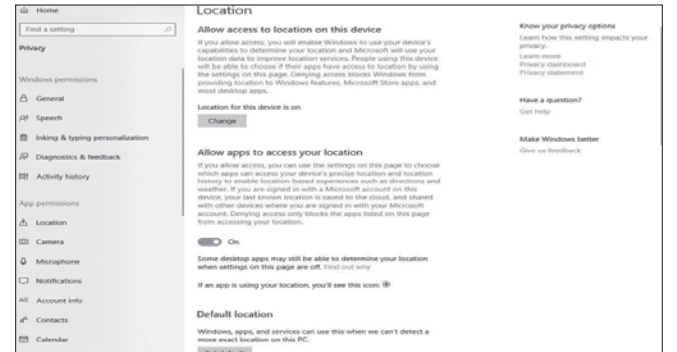 Home
Find a setting
Privacy
Windows permissions
General
Speech
Inking & typing personalization
Diagnostics & feedback
Activity history
App permissions
Location
Camera
Microphone
Notifications
Account info
Contacts
Calendar
Location
Allow access to location on this device
If you allow access, you will enable Windows to use your device's
capabilities to determine your location and Microsoft will use your
location data to improve location services. People using this device
will be able to choose if their apps have access to location by using
the settings on this page. Denying access blocks Windows from
providing location to Windows features, Microsoft Store apps, and
most desktop apps.
Location for this device is on
Change
Allow apps to access your location
If you allow access, you can use the settings on this page to choose
which apps can access your device's precise location and location
history to enable location-based experiences such as directions and
weather. If you are signed in with a Microsoft account on this
device, your last known location is saved to the cloud, and shared
with other devices where you are signed in with your Microsoft
account. Denying access only blocks the apps listed on this page
from accessing your location.
On
Some desktop apps may still be able to determine your location
when settings on this page are off. Find out why
If an app is using your location, you'll see this icon:
Default location
Windows, apps, and services can use this when we can't detect a
more exact location on this PC.
Know your privacy options
Learn how this setting impacts your
privacy.
Learn more
Privacy dashboard
Privacy statement
Have a question?
Get help
Make Windows better
Give us feedback